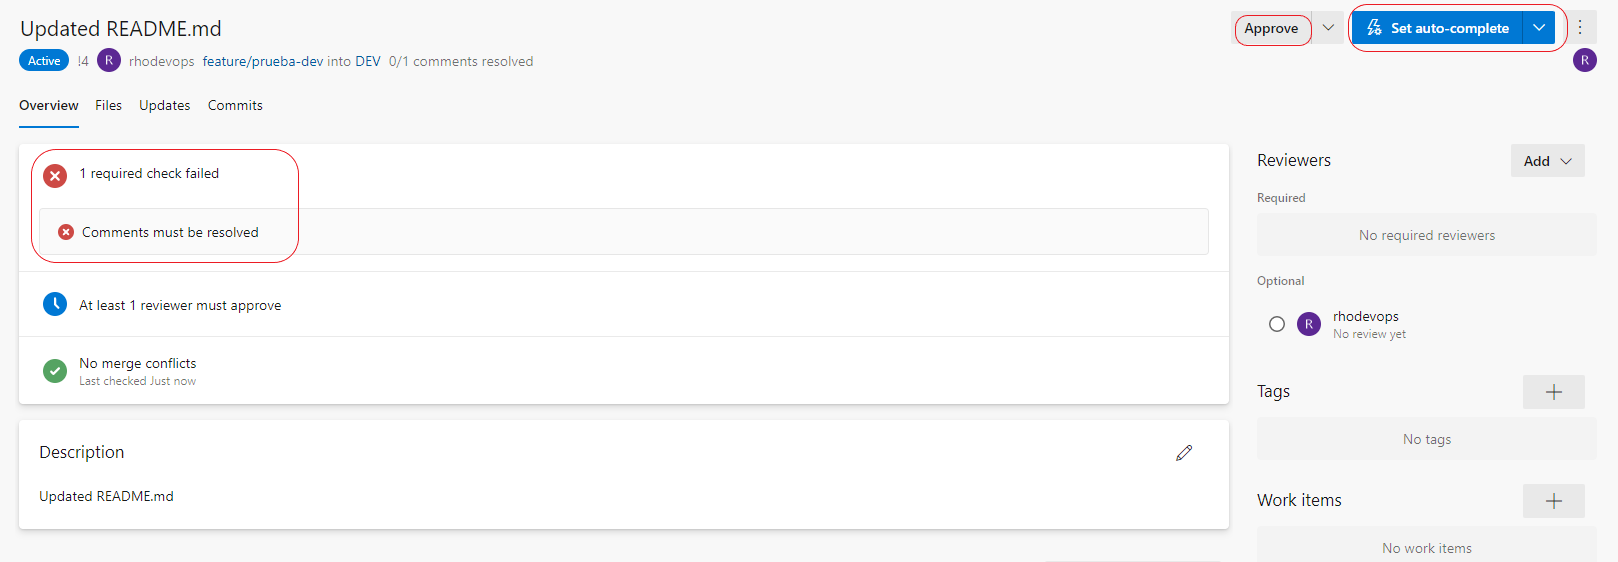 Updated README.md
Approve
Set auto-complete
Active !4 R rhodevops feature/prueba-dev into DEV 0/1 comments resolved
R
Overview Files Updates Commits
1 required check failed
Comments must be resolved
At least 1 reviewer must approve
No merge conflicts
Last checked Just now
Description
Updated README.md
Reviewers
Add
Required
No required reviewers
Optional
R rhodevops
No review yet
Tags
No tags
Work items
No work items